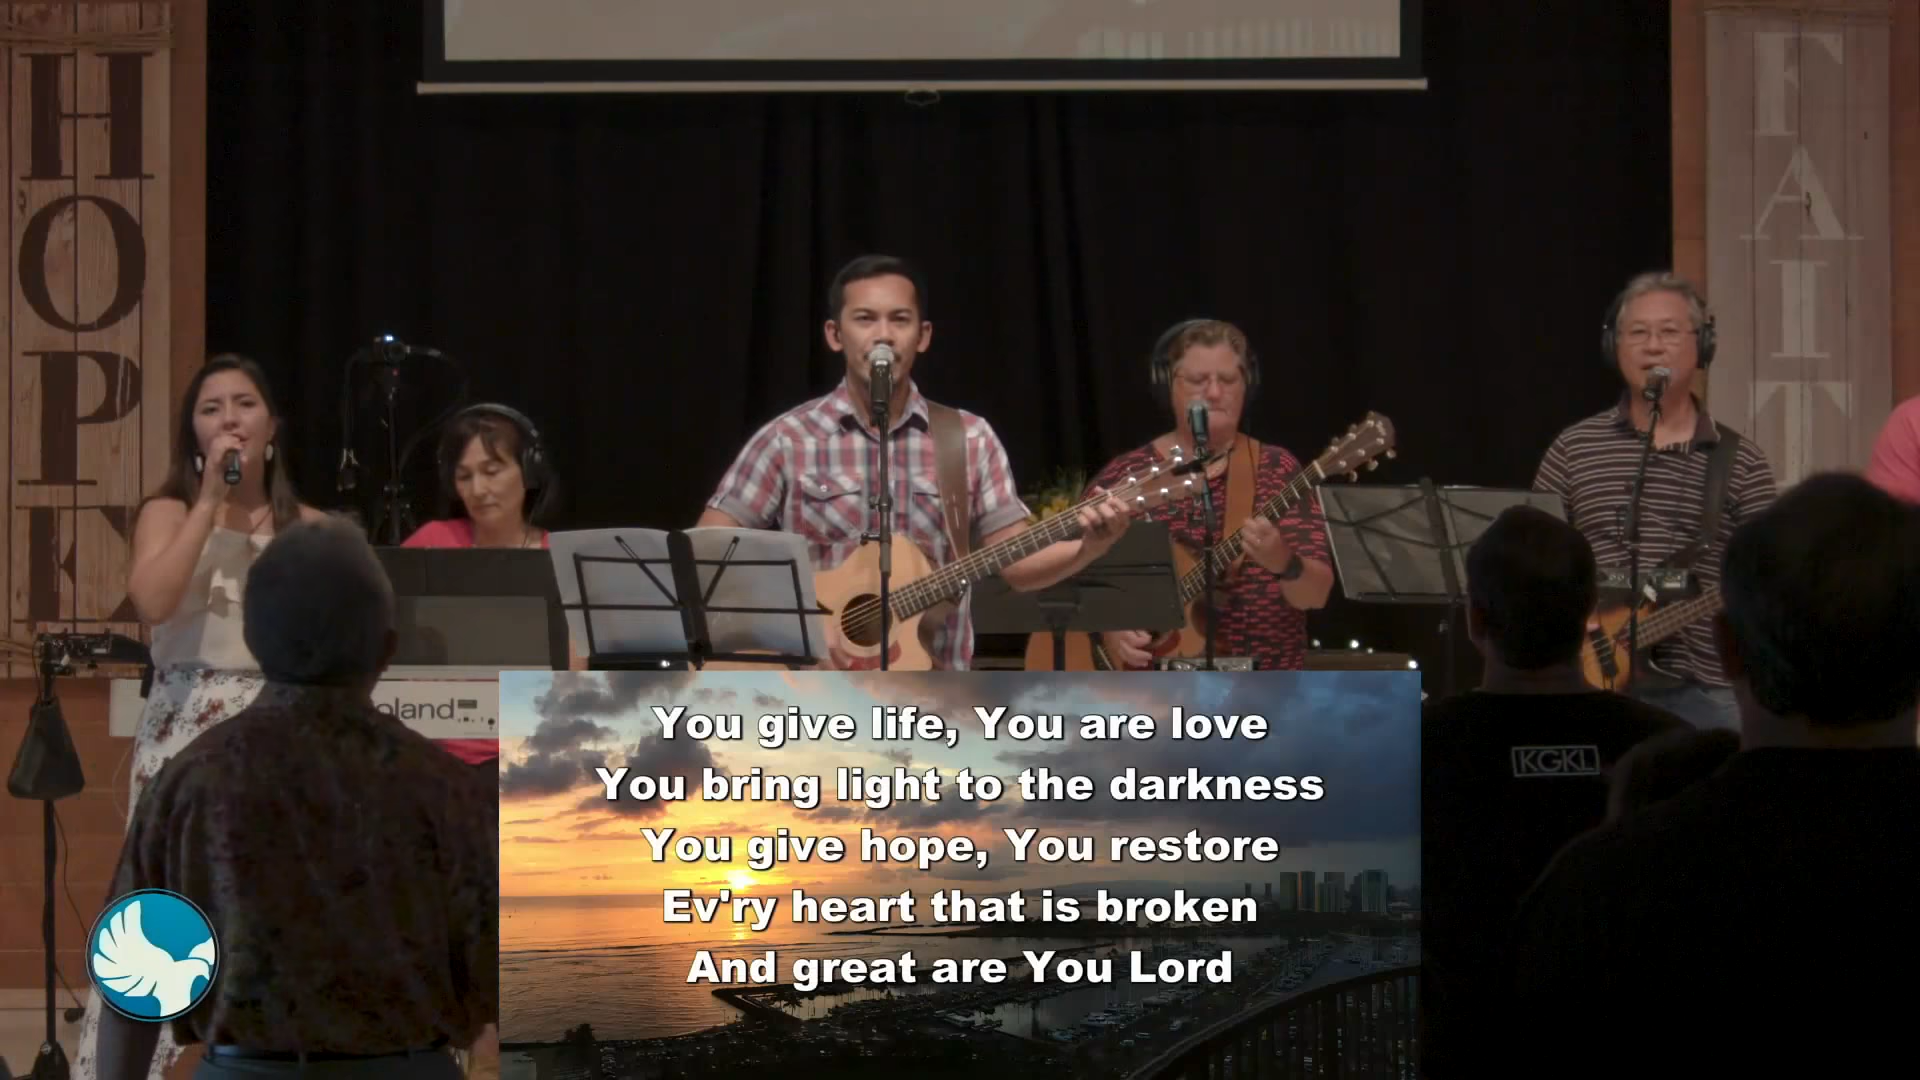 HOPE
FAIT
oland
KGKL
You give life, You are love
You bring light to the darkness
You give hope, You restore
Ev'ry heart that is broken
And great are You Lord